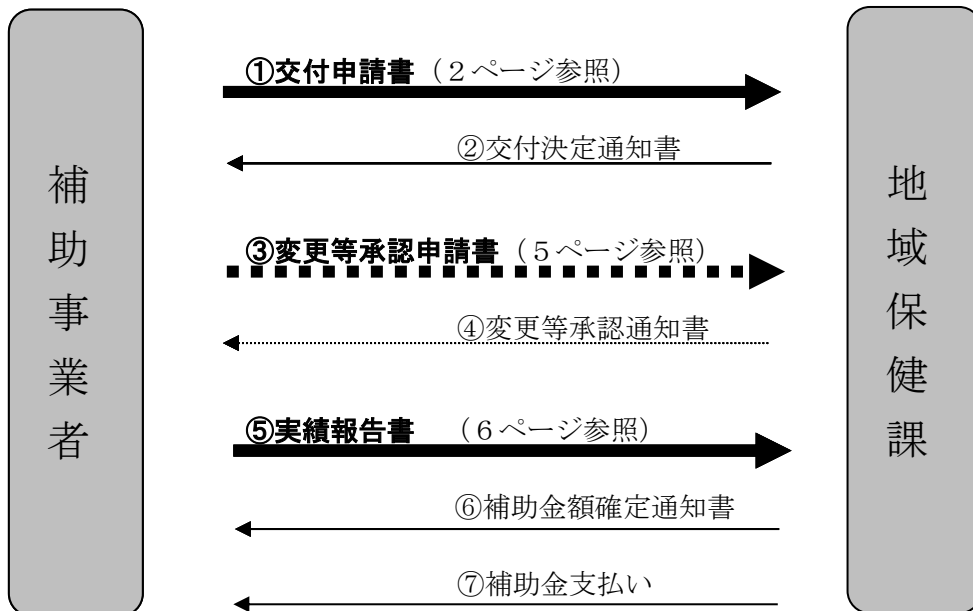 補助事業者
①交付申請書（２ページ参照）
②交付決定通知書
③変更等承認申請書（５ページ参照）
④変更等承認通知書
⑤実績報告書　（６ページ参照）
⑥補助金額確定通知書
⑦補助金支払い
地域保健課